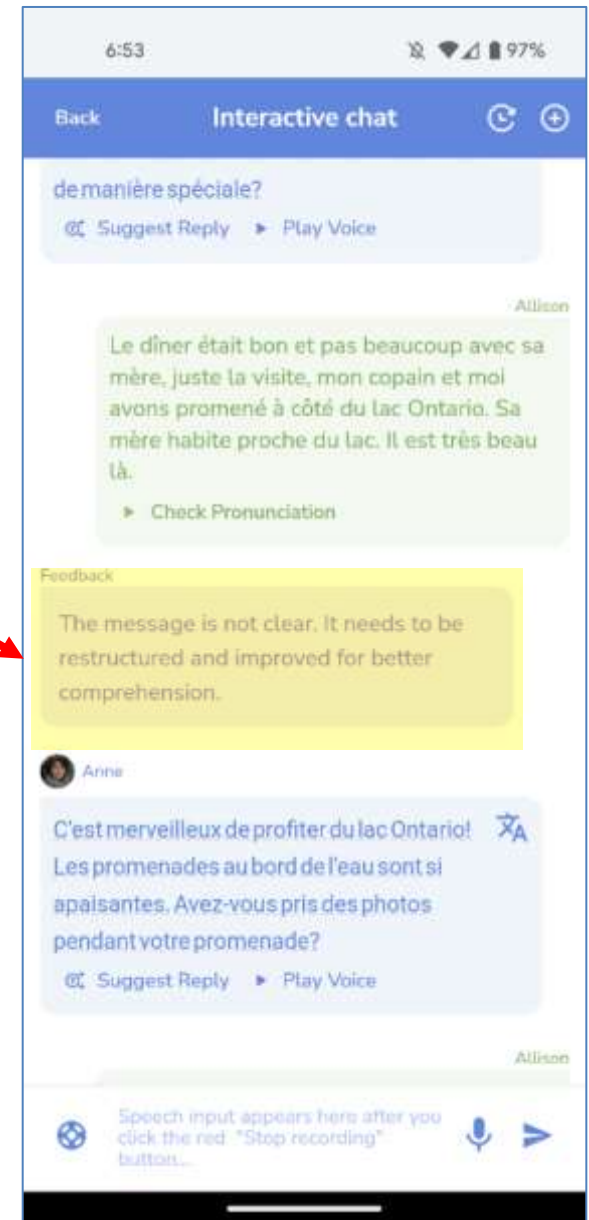 6:53 97%
Back Interactive chat
de manière spéciale?
Suggest Reply Play Voice
Allison
Le dîner était bon et pas beaucoup avec sa
mère, juste la visite, mon copain et moi
avons promené à côté du lac Ontario. Sa
mère habite proche du lac. Il est très beau
là.
Check Pronunciation
Feedback
The message is not clear. It needs to be
restructured and improved for better
comprehension.
Anne
C'est merveilleux de profiter du lac Ontario!
Les promenades au bord de l'eau sont si
apaisantes. Avez-vous pris des photos
pendant votre promenade?
Suggest Reply Play Voice
Allison
Speech input appears here after you
click the red "Stop recording"
button...